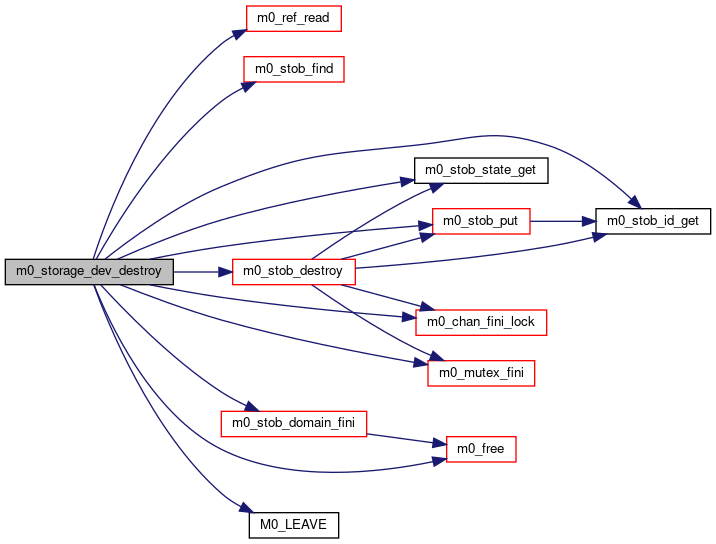 m0_ref_read
m0_stob_find
m0_stob_state_get
m0_stob_put
m0_stob_id_get
m0_storage_dev_destroy
m0_stob_destroy
m0_chan_fini_lock
m0_mutex_fini
m0_stob_domain_fini
m0_free
M0_LEAVE